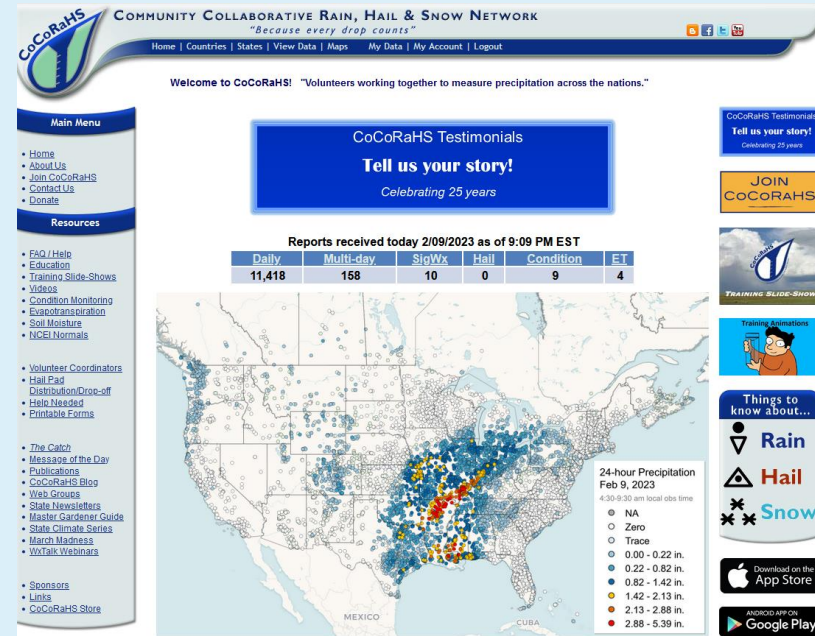 CoCoRaHS
COMMUNITY COLLABORATIVE RAIN, HAIL & SNOW NETWORK
"Because every drop counts"
Home | Countries | States | View Data | Maps My Data | My Account | Logout
Welcome to CoCoRaHS! "Volunteers working together to measure precipitation across the nations."
Main Menu
• Home
• About Us
• Join CoCoRaHS
• Contact Us
• Donate
Resources
• FAQ / Help
• Education
• Training Slide-Shows
• Videos
• Condition Monitoring
• Evapotranspiration
• Soil Moisture
• NCEI Normals
• Volunteer Coordinators
• Hail Pad
Distribution/Drop-off
• Help Needed
• Printable Forms
• The Catch
• Message of the Day
• Publications
• CoCoRaHS Blog
• Web Groups
• State Newsletters
• Master Gardener Guide
• State Climate Series
• March Madness
• WxTalk Webinars
• Sponsors
• Links
• CoCoRaHS Store
CoCoRaHS Testimonials
Tell us your story!
Celebrating 25 years
Reports received today 2/09/2023 as of 9:09 PM EST
Daily Multi-day SigWx Hail Condition ET
11,418 158 10 0 9 4
MEXICO
CUBA
24-hour Precipitation
Feb 9, 2023
4:30-9:30 am local obs time
NA
Zero
Trace
0.00 - 0.22 in.
0.22 - 0.82 in.
0.82 - 1.42 in.
1.42 - 2.13 in.
2.13 - 2.88 in.
2.88 - 5.39 in.
CoCoRaHS Testimonials
Tell us your story!
Celebrating 25 years
JOIN
COCORAHS
CoCoRaHS
TRAINING SLIDE-SHOW
Training Animations
Things to
know about...
Rain
Hail
Snow
Download on the
App Store
ANDROID APP ON
Google Play